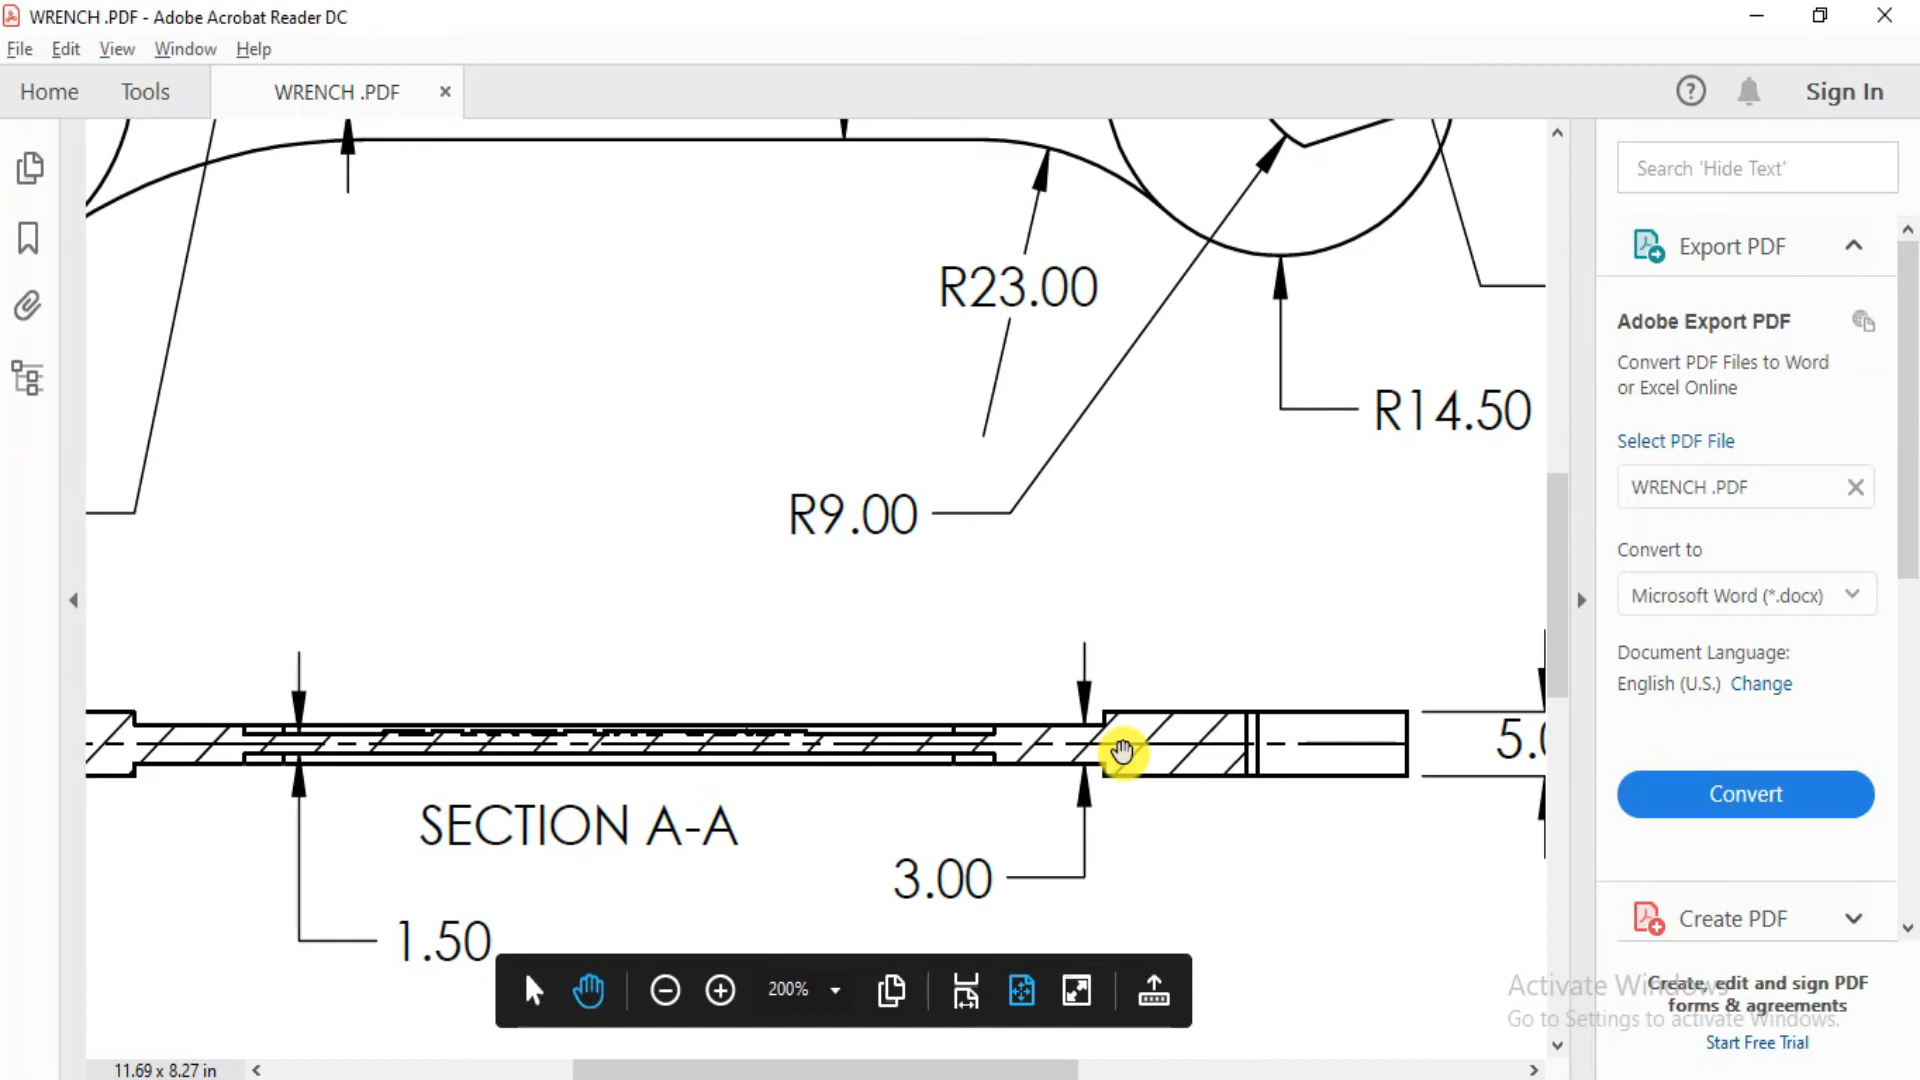 WRENCH .PDF - Adobe Acrobat Reader DC
File Edit View Window Help
Home Tools WRENCH .PDF Sign In
Search 'Hide Text'
Export PDF
Adobe Export PDF
Convert PDF Files to Word
or Excel Online
Select PDF File
WRENCH .PDF
Convert to
Microsoft Word (*.docx)
Document Language:
English (U.S.) Change
Convert
Create PDF
Create, edit and sign PDF
forms & agreements
Start Free Trial
Activate Windows
Go to Settings to activate Windows.
R23.00
R14.50
R9.00
5.0
SECTION A-A
3.00
1.50
200%
11.69 x 8.27 in